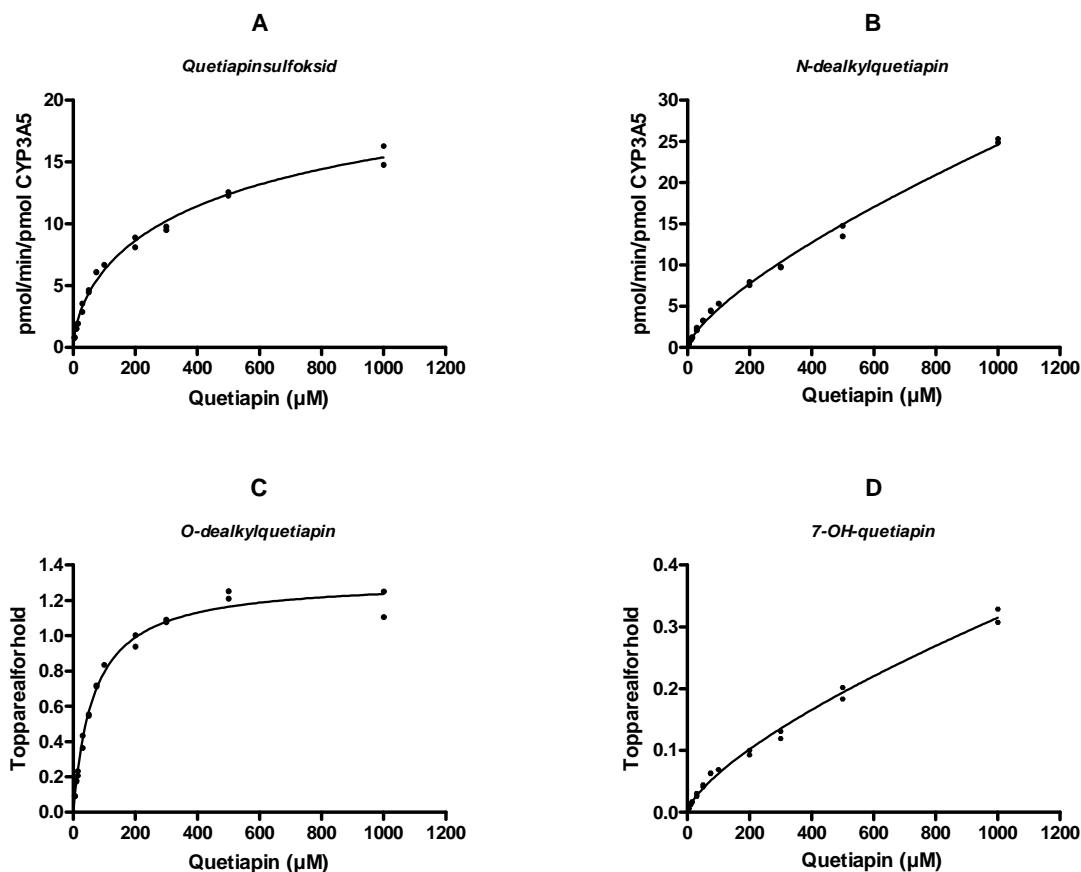 A
Quetiapinsulfoksid
pmol/min/pmol CYP3A5
20
15
10
5
0
0 200 400 600 800 1000 1200
Quetiapin (µM)
B
N-dealkylquetiapin
pmol/min/pmol CYP3A5
30
25
20
15
10
5
0
0 200 400 600 800 1000 1200
Quetiapin (µM)
C
O-dealkylquetiapin
Topparealforhold
1.4
1.2
1.0
0.8
0.6
0.4
0.2
0.0
0 200 400 600 800 1000 1200
Quetiapin (µM)
D
7-OH-quetiapin
Topparealforhold
0.4
0.3
0.2
0.1
0.0
0 200 400 600 800 1000 1200
Quetiapin (µM)